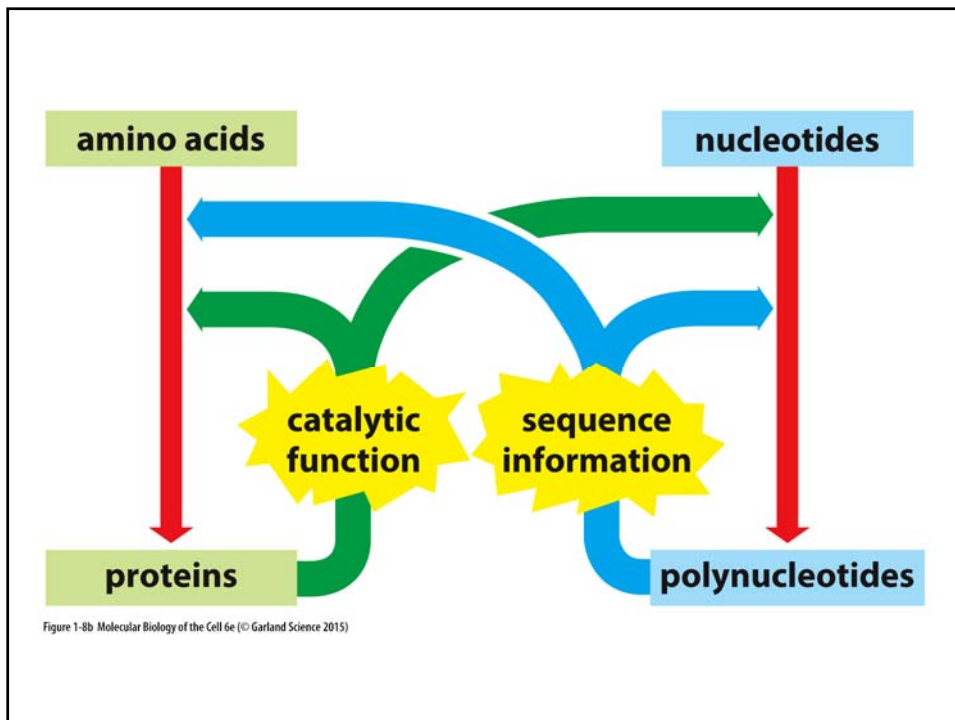 amino acids
nucleotides
catalytic
function
sequence
information
proteins
polynucleotides
Figure 1-8b Molecular Biology of the Cell 6e (© Garland Science 2015)